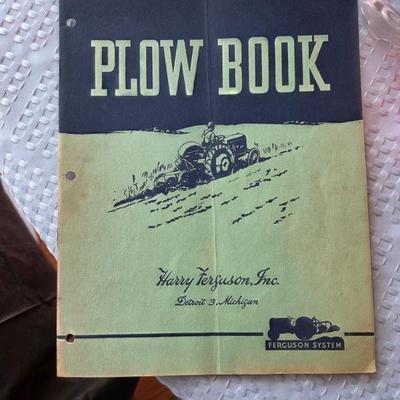 PLOW BOOK
Harry Ferguson, Inc.
Detroit 3, Michigan
FERGUSON SYSTEM